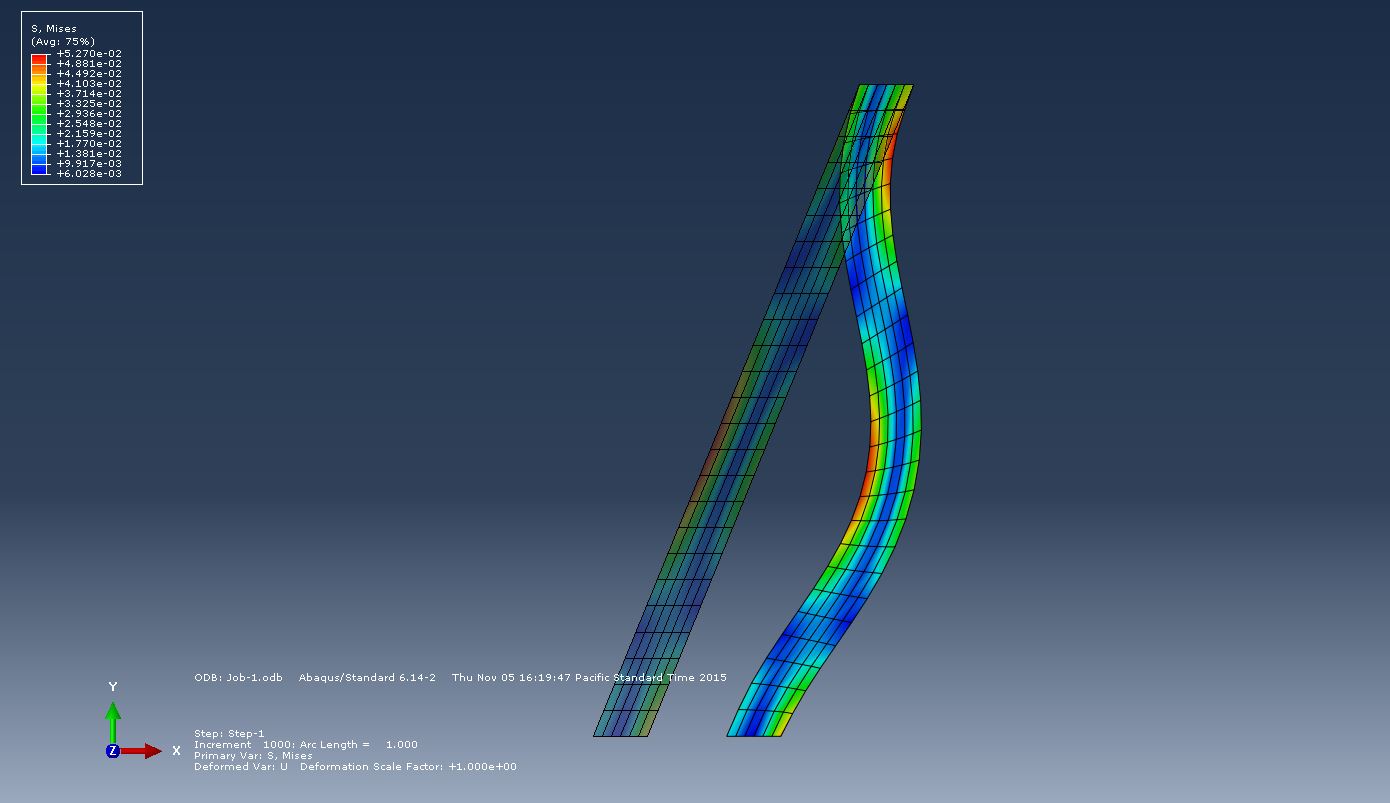 S, Mises
(Avg: 75%)
+5.270e-02
+4.881e-02
+4.492e-02
+4.103e-02
+3.714e-02
+3.325e-02
+2.936e-02
+2.548e-02
+2.159e-02
+1.770e-02
+1.381e-02
+9.917e-03
+6.028e-03
ODB: Job-1.odb Abaqus/Standard 6.14-2 Thu Nov 05 16:19:47 Pacific Standard Time 2015
Y
Z X
Step: Step-1
Increment 1000: Arc Length = 1.000
Primary Var: S, Mises
Deformed Var: U Deformation Scale Factor: +1.000e+00